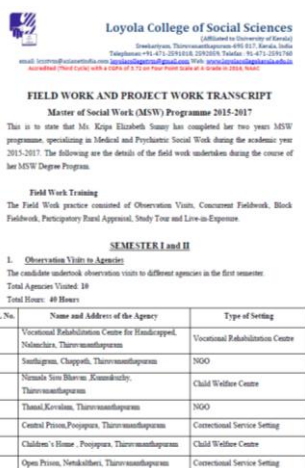 Loyola College of Social Sciences
(Affiliated to University of Kerala)
Sreekariyam, Thiruvananthapuram-695 017, Kerala, India
Telephones:+91-471-2591018, 2592059, Telefax: 91-471-2591760
Accredited (Third Cycle) with a CGPA of 3.71 on Four Point Scale at A Grade in
FIELD WORK AND PROJECT WORK TRANSCRIPT
Master of Social Work (MSW) Programme 2015-2017
This is to state that Ms. Kripa Elizabeth Sunny has completed her two years MSW
programme, specializing in Medical and Psychiatric Social Work during the academic year
2015-2017. The following are the details of the field work undertaken during the course of
her MSW Degree Program.
Field Work Training
The Field Work practice consisted of Observation Visits, Concurrent Fieldwork, Block
Fieldwork, Participatory Rural Appraisal, Study Tour and Live-in-Exposure.
SEMESTER I and II
1. Observation Visits to Agencies
The candidate undertook observation visits to different agencies in the first semester.
Total Agencies Visited: 10
Total Hours: 40 Hours
. No. Name and Address of the Agency Type of Setting
Vocational Rehabilitation Centre for Handicapped,
Nalanchira, Thiruvananthapuram Vocational Rehabilitation Centre
Santhigram, Chappath, Thiruvananthapuram NGO
Nirmala Sisu Bhavan, Thiruvananthapuram Child Welfare Centre
Thanal, Kovalam, Thiruvananthapuram NGO
Central Prison, Poojapura, Thiruvananthapuram Correctional Service Setting
Children's Home, Poojapura, Thiruvananthapuram Child Welfare Centre
Open Prison, Netukaltheri, Thiruvananthapuram Correctional Service Setting